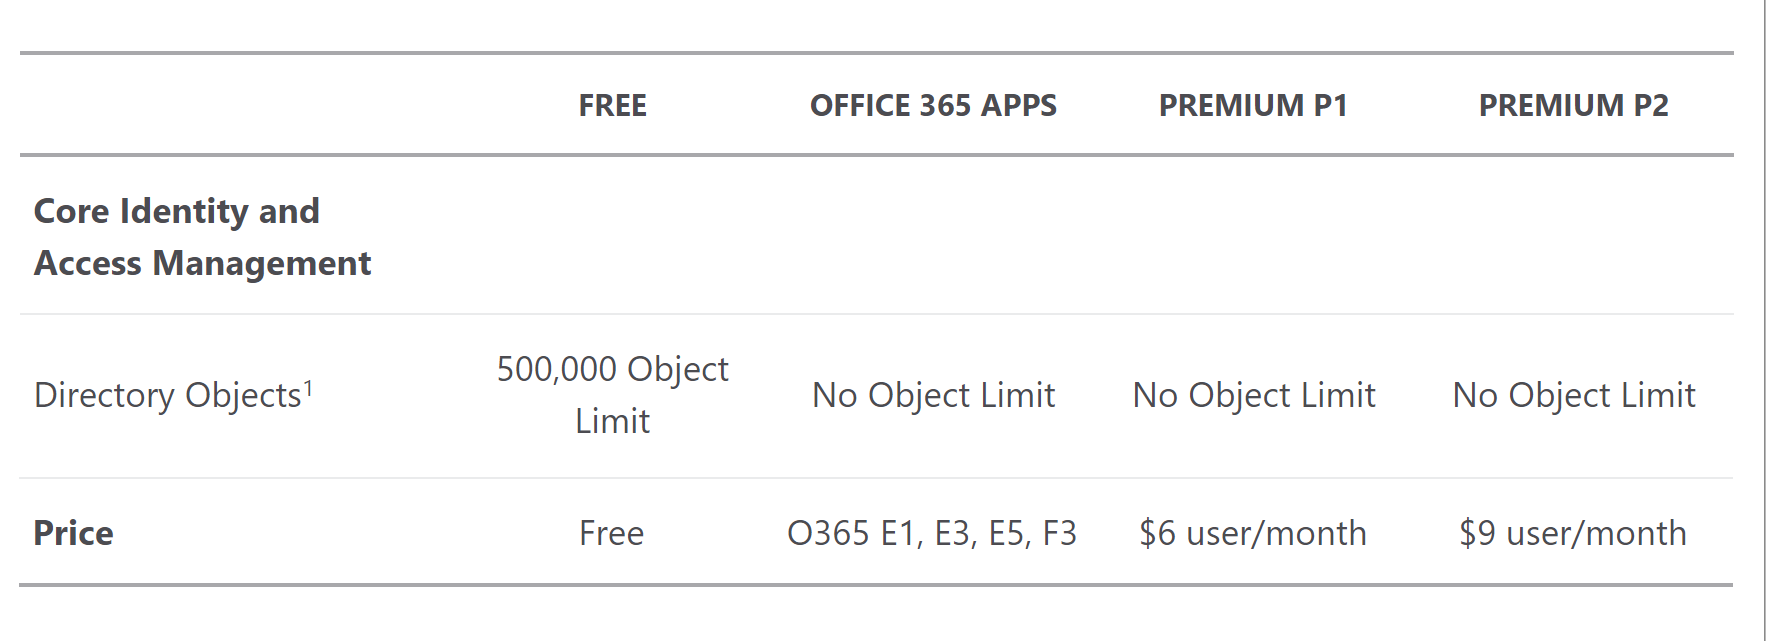 FREE OFFICE 365 APPS PREMIUM P1 PREMIUM P2
Core Identity and
Access Management
Directory Objects¹ 500,000 Object Limit No Object Limit No Object Limit No Object Limit
Price Free O365 E1, E3, E5, F3 $6 user/month $9 user/month